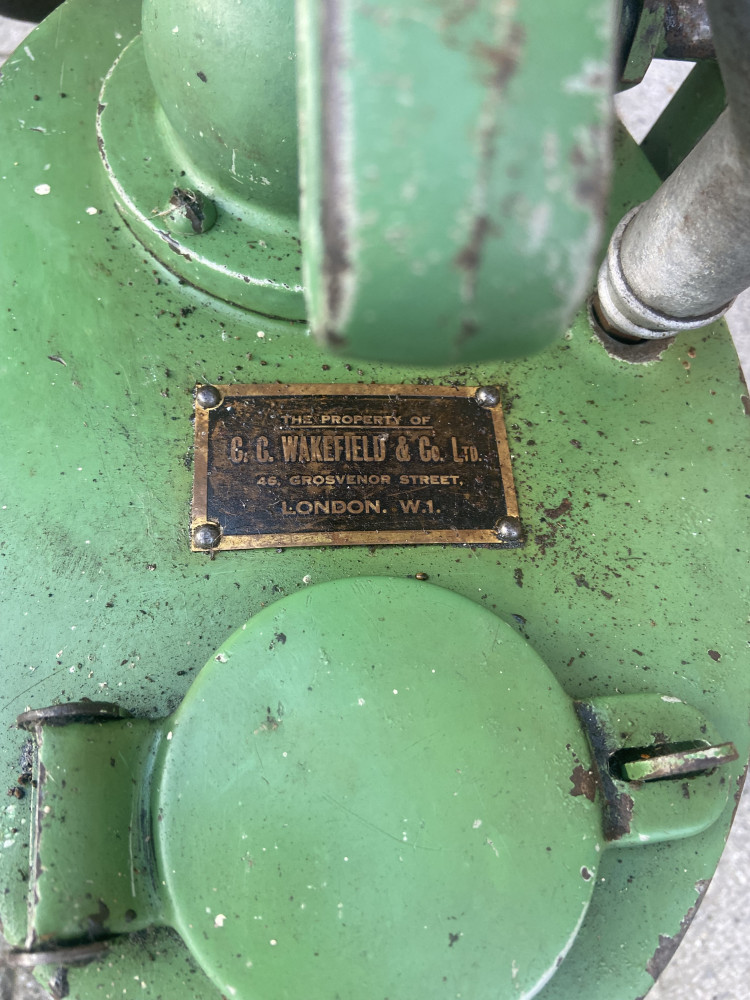 THE PROPERTY OF
C. C. WAKEFIELD & Co. LTD.
46, GROSVENOR STREET,
LONDON. W.1.